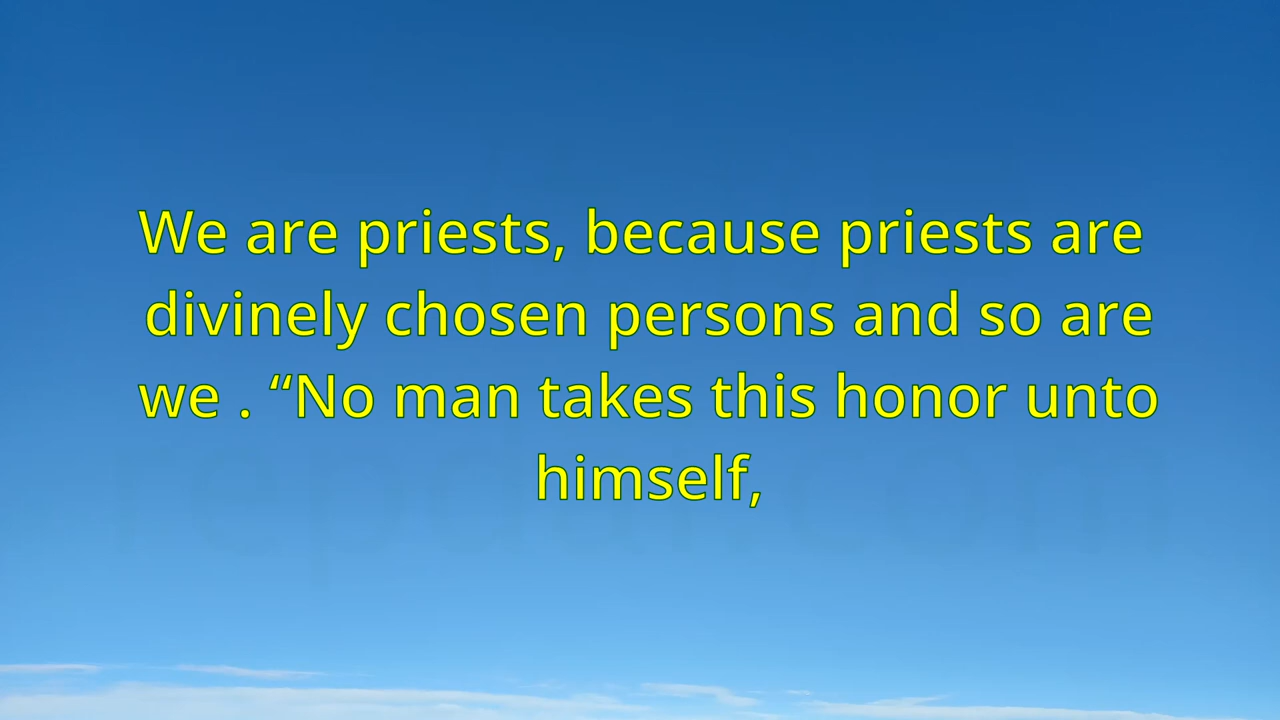 We are priests, because priests are
divinely chosen persons and so are
we . “No man takes this honor unto
himself,